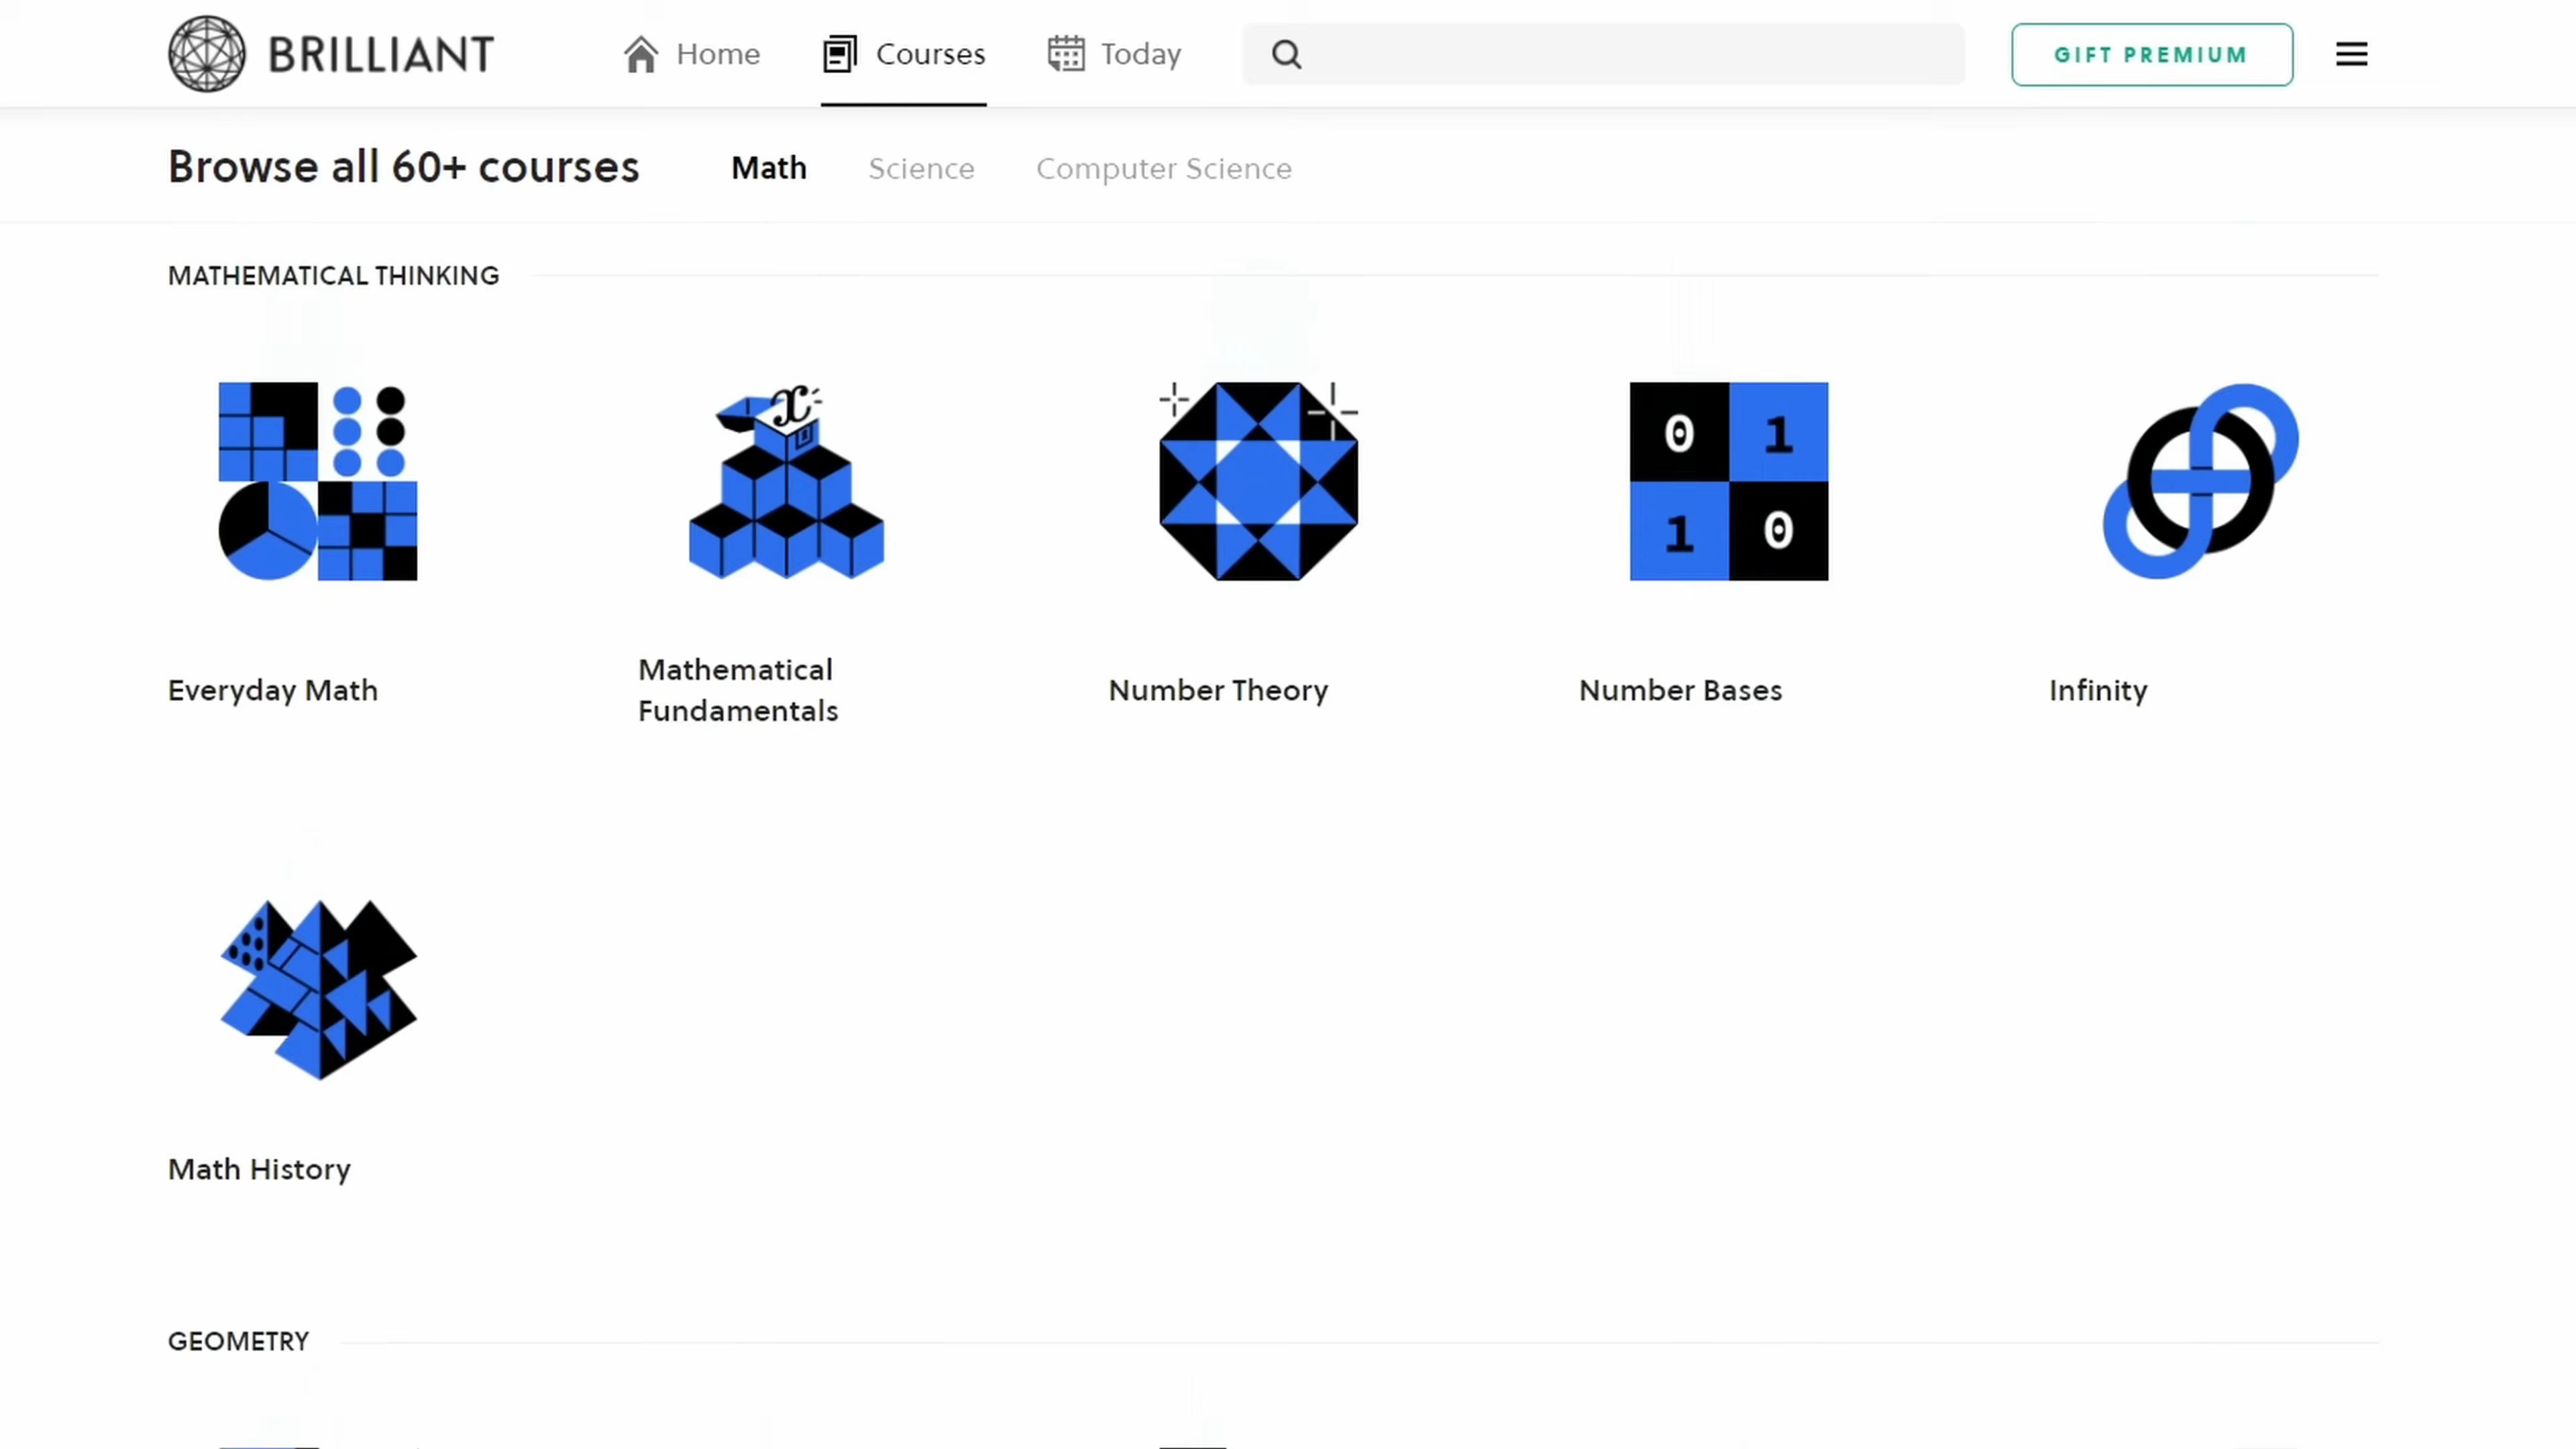 BRILLIANT Home Courses Today GIFT PREMIUM
Browse all 60+ courses Math Science Computer Science
MATHEMATICAL THINKING
x
0 1
1 0
Everyday Math
Mathematical
Fundamentals
Number Theory
Number Bases
Infinity
Math History
GEOMETRY